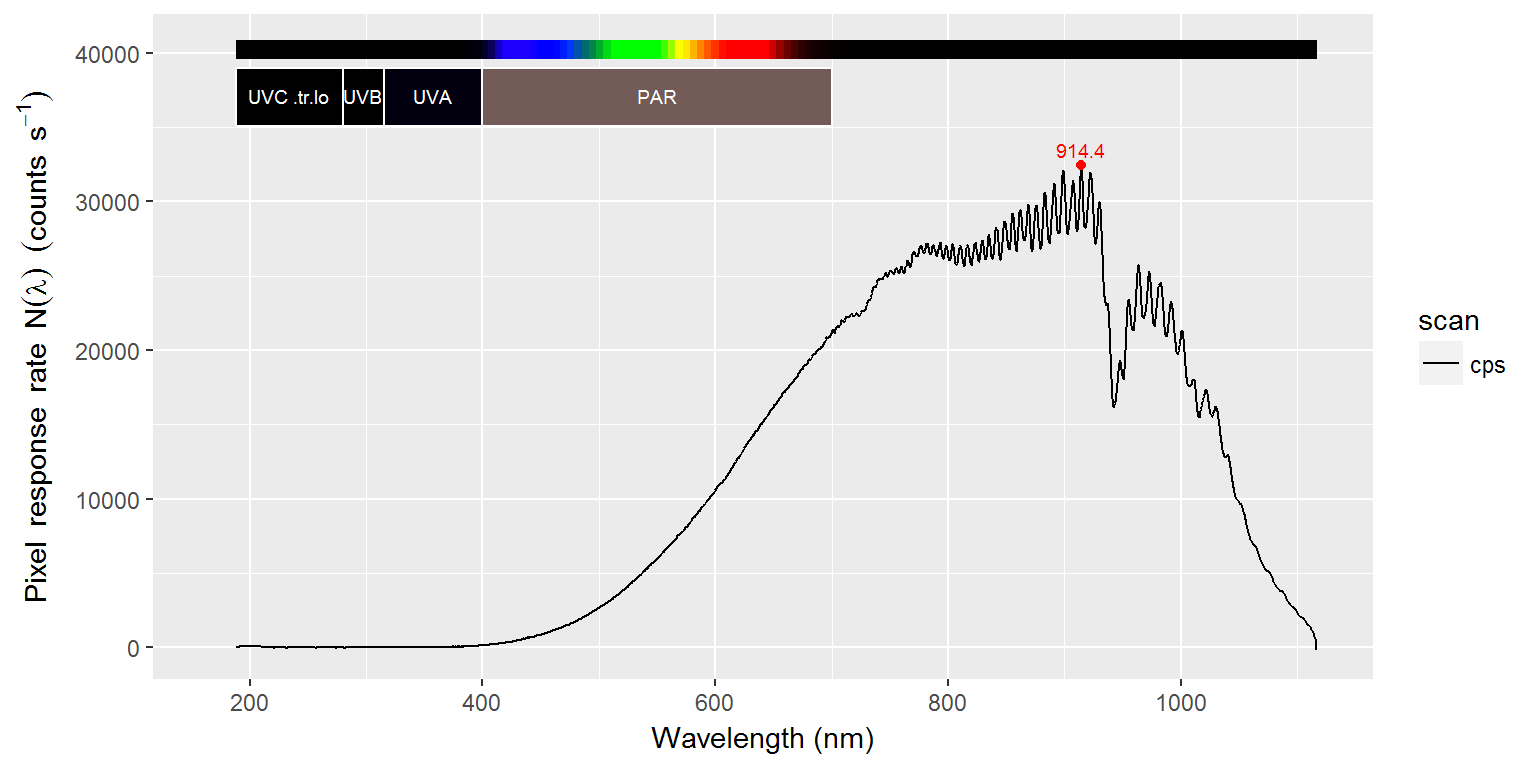 40000
30000
20000
10000
0
Pixel response rate N(λ) (counts s⁻¹)
UVC .tr.lo UVB UVA PAR
914.4
200 400 600 800 1000
Wavelength (nm)
scan
cps